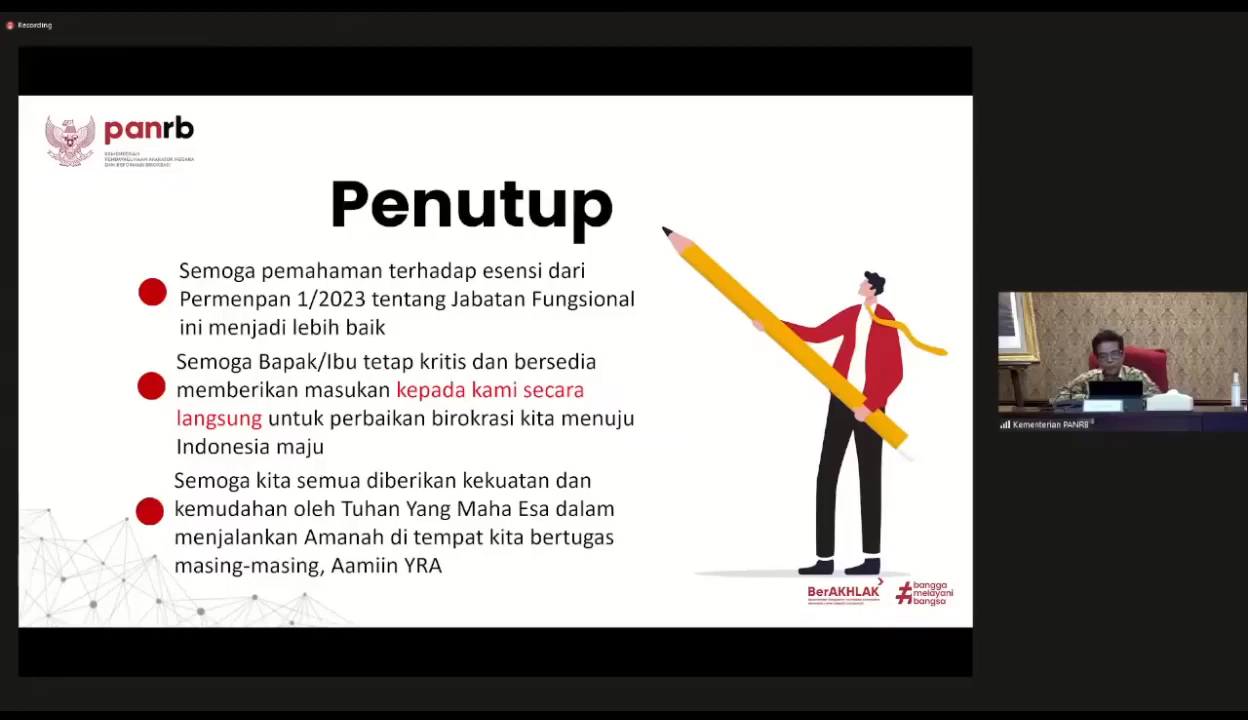 Recording
panrb
KEMENTERIAN
PENDAYAGUNAAN APARATUR NEGARA
DAN REFORMASI BIROKRASI
Penutup
Semoga pemahaman terhadap esensi dari
Permenpan 1/2023 tentang Jabatan Fungsional
ini menjadi lebih baik
Semoga Bapak/Ibu tetap kritis dan bersedia
memberikan masukan kepada kami secara
langsung untuk perbaikan birokrasi kita menuju
Indonesia maju
Semoga kita semua diberikan kekuatan dan
kemudahan oleh Tuhan Yang Maha Esa dalam
menjalankan Amanah di tempat kita bertugas
masing-masing, Aamiin YRA
BerAKHLAK
#bangga
melayani
bangsa
Kementerian PANRB